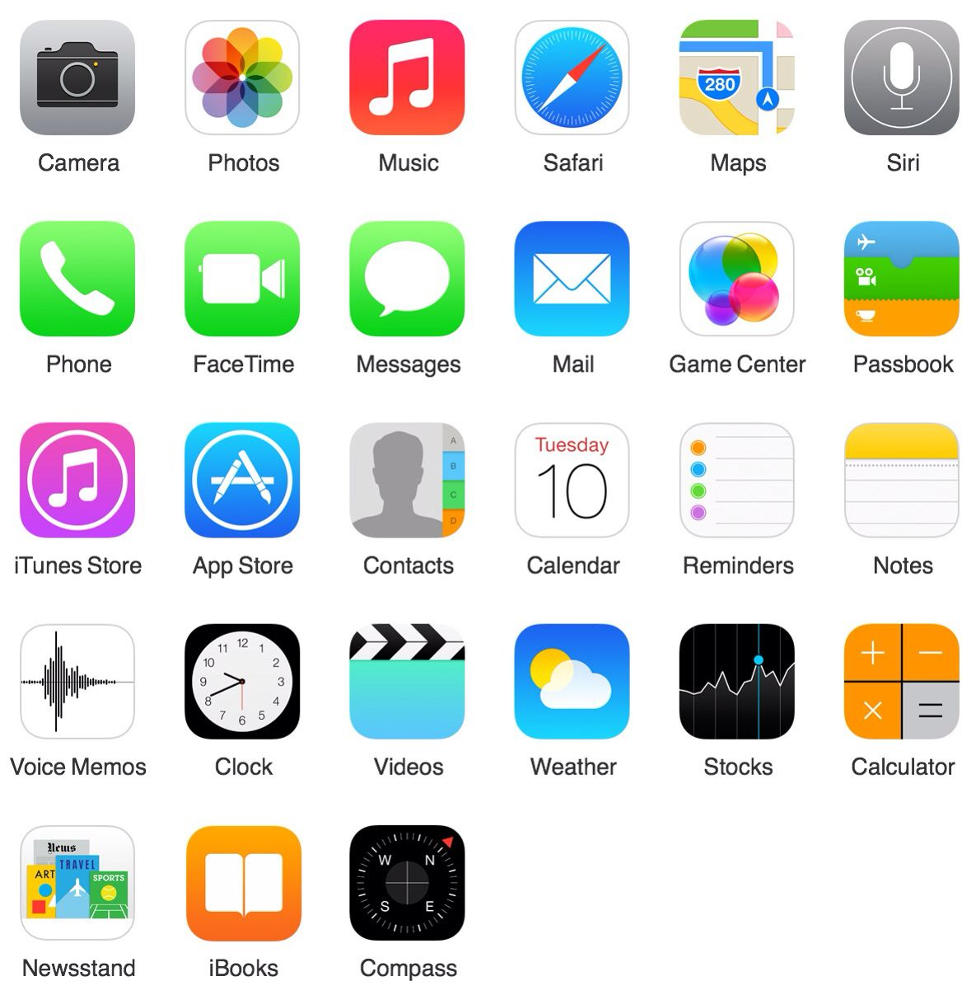 280
Camera
Photos
Music
Safari
Maps
Siri
Phone
FaceTime
Messages
Mail
Game Center
Passbook
A
B
C
D
Tuesday
10
iTunes Store
App Store
Contacts
Calendar
Reminders
Notes
12
1
2
3
4
5
6
7
8
9
10
11
Voice Memos
Clock
Videos
Weather
Stocks
Calculator
News
ART
TRAVEL
SPORTS
W N
S E
Newsstand
iBooks
Compass